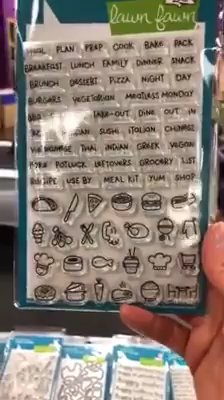 lawn fawn
MEAL PLAN PREP COOK BAKE PACK
BREAKFAST LUNCH FAMILY DINNER SNACK
BRUNCH DESSERT PIZZA NIGHT DAY
BURGERS VEGETARIAN MEATLESS MONDAY
TAKE-OUT DINE OUT IN
SUSHI ITALIAN CHINESE
THAI INDIAN GREEK VEGAN
POTLUCK LEFTOVERS GROCERY LIST
RECIPE USE BY MEAL KIT YUM SHOP